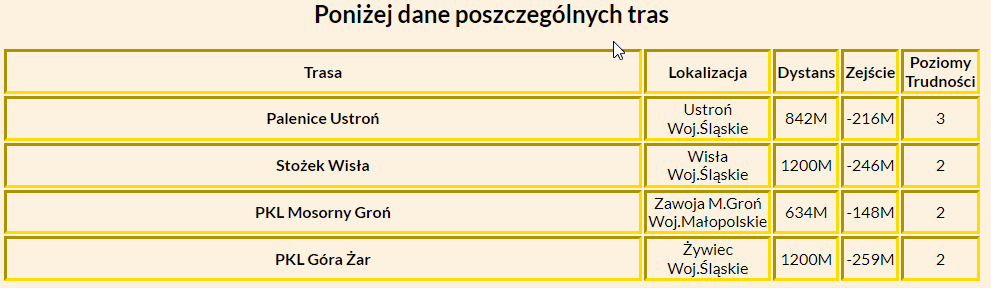 Poniżej dane poszczególnych tras
Trasa Lokalizacja Dystans Zejście Poziomy Trudności
Palenice Ustroń Ustroń Woj.Śląskie 842M -216M 3
Stożek Wisła Wisła Woj.Śląskie 1200M -246M 2
PKL Mosorny Groń Zawoja M.Groń Woj.Małopolskie 634M -148M 2
PKL Góra Żar Żywiec Woj.Śląskie 1200M -259M 2